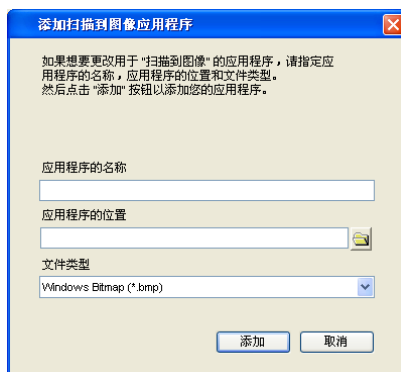 添加扫描到图像应用程序
如果想要更改用于 "扫描到图像" 的应用程序，请指定应
用程序的名称，应用程序的位置和文件类型。
然后点击 "添加" 按钮以添加您的应用程序。
应用程序的名称
应用程序的位置
文件类型
Windows Bitmap (*.bmp)
添加 取消